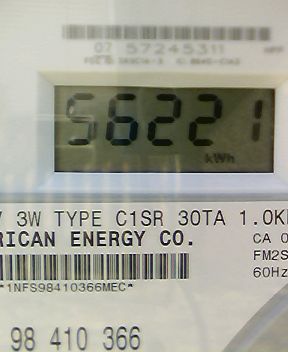 07 57245311
56221
kWh
3W TYPE C1SR 30TA 1.0K
RICAN ENERGY CO.
CA 0
FM2S
60Hz
*1NFS98410366MEC*
98 410 366